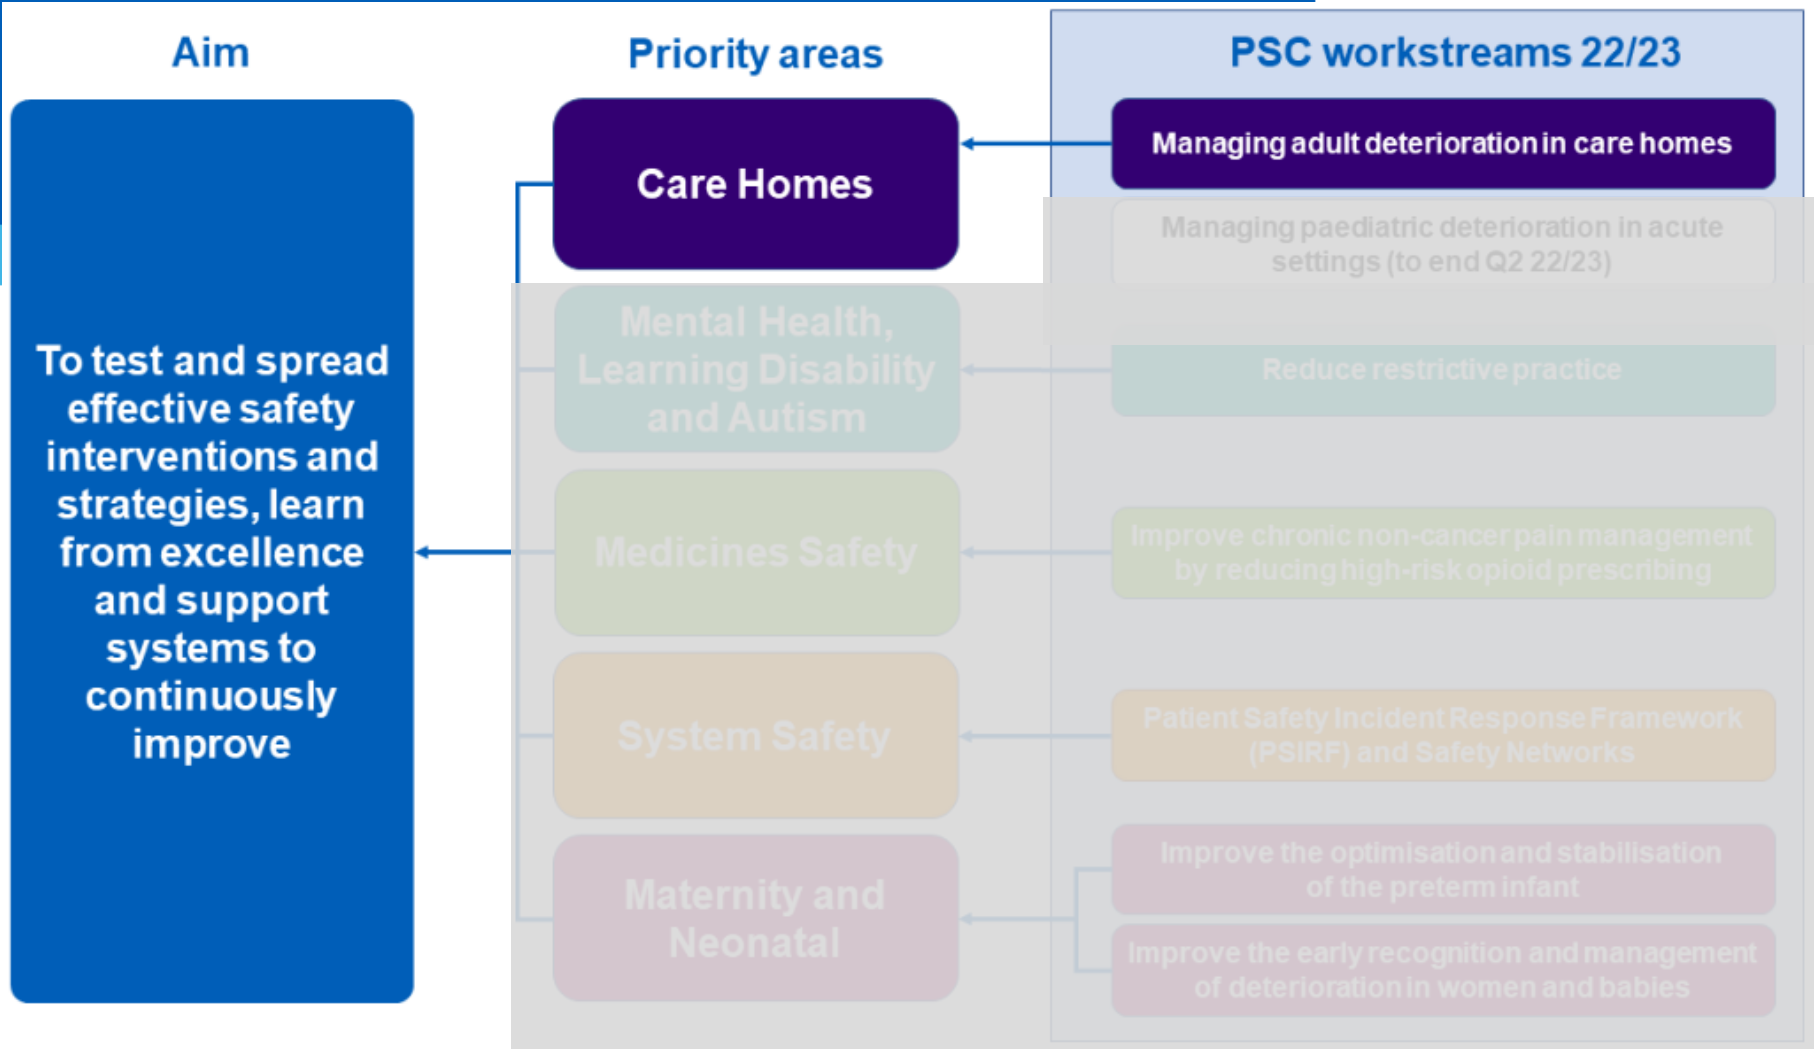 Aim
Priority areas
PSC workstreams 22/23
To test and spread
effective safety
interventions and
strategies, learn
from excellence
and support
systems to
continuously
improve
Care Homes
Managing adult deterioration in care homes
Managing paediatric deterioration in acute
settings (to end Q2 22/23)
Mental Health,
Learning Disability
and Autism
Reduce restrictive practice
Medicines Safety
Improve chronic non-cancer pain management
by reducing high-risk opioid prescribing
System Safety
Patient Safety Incident Response Framework
(PSIRF) and Safety Networks
Maternity and
Neonatal
Improve the optimisation and stabilisation
of the preterm infant
Improve the early recognition and management
of deterioration in women and babies